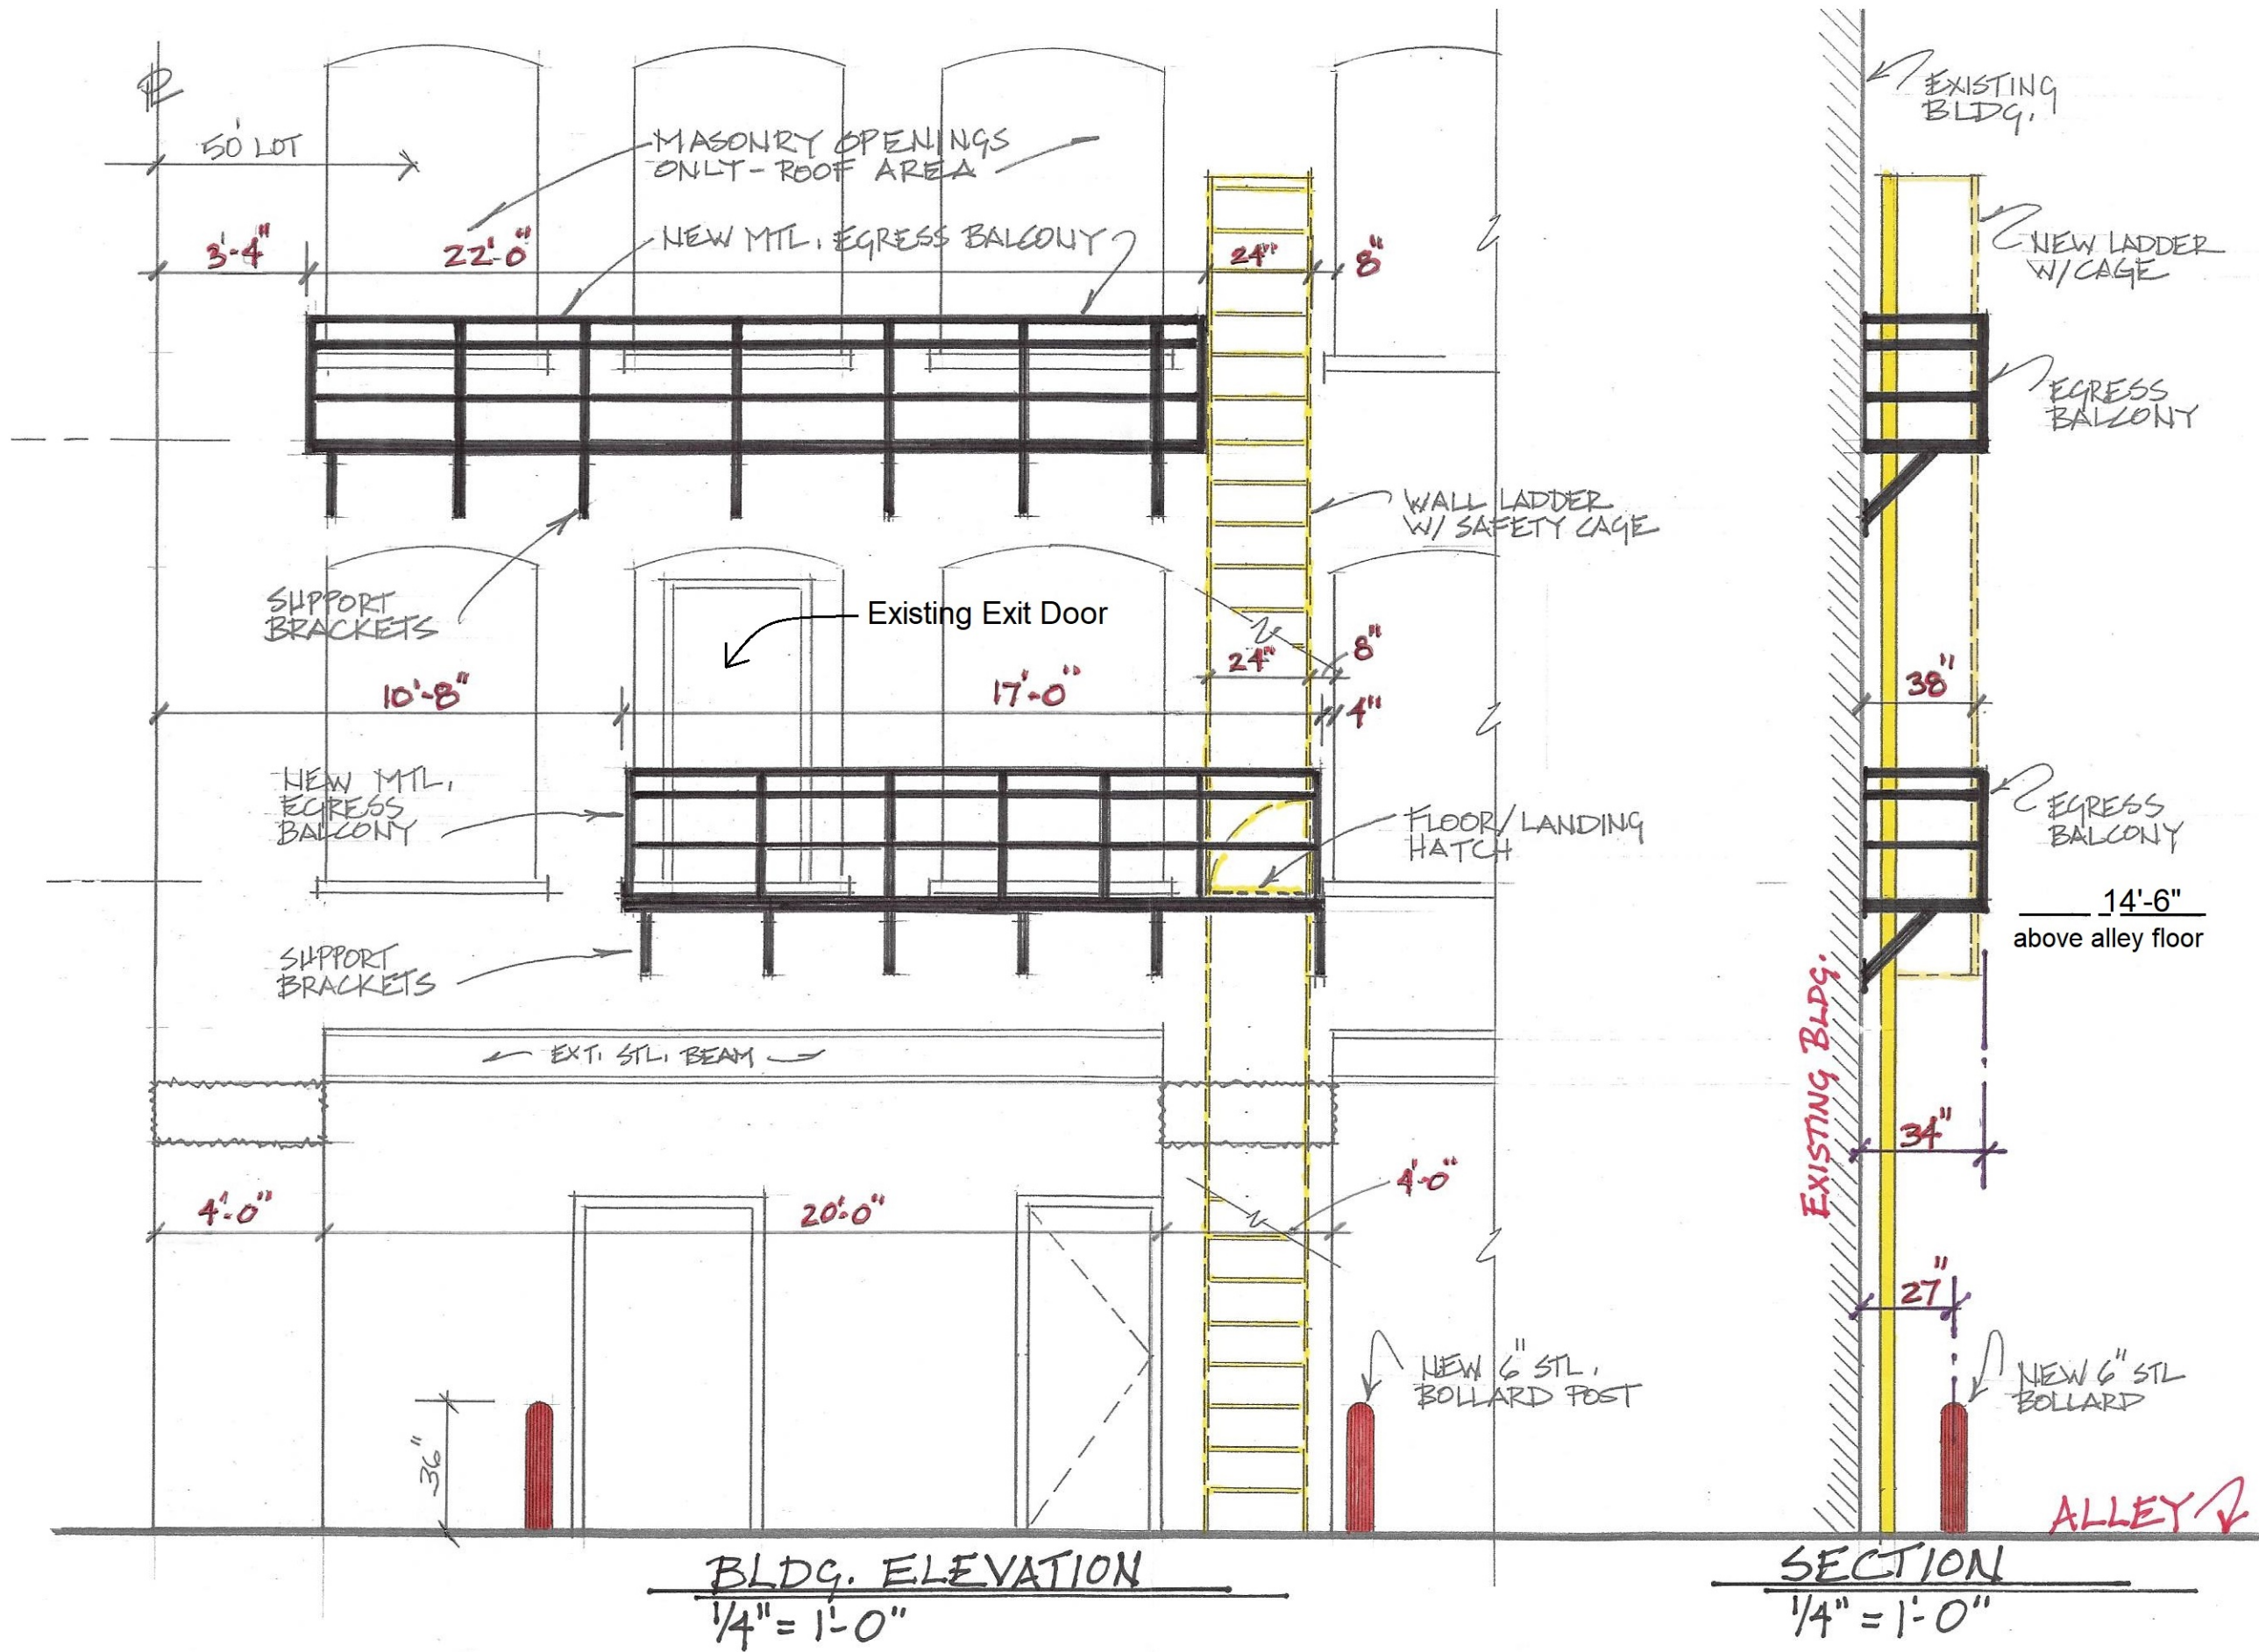 ℄
50' LOT
MASONRY OPENINGS
ONLY - ROOF AREA
3'-4"
22'-0"
NEW MTL. EGRESS BALCONY
24"
8"
SUPPORT
BRACKETS
Existing Exit Door
WALL LADDER
W/ SAFETY CAGE
10'-8"
17'-0"
24"
8"
4"
NEW MTL.
EGRESS
BALCONY
FLOOR/LANDING
HATCH
SUPPORT
BRACKETS
← EXT. STL. BEAM →
4'-0"
20'-0"
4'-0"
36"
NEW 6" STL.
BOLLARD POST
BLDG. ELEVATION
1/4" = 1'-0"
EXISTING
BLDG.
NEW LADDER
W/CAGE
EGRESS
BALCONY
38"
EGRESS
BALCONY
14'-6"
above alley floor
EXISTING BLDG.
34"
27"
NEW 6" STL
BOLLARD
ALLEY
SECTION
1/4" = 1'-0"